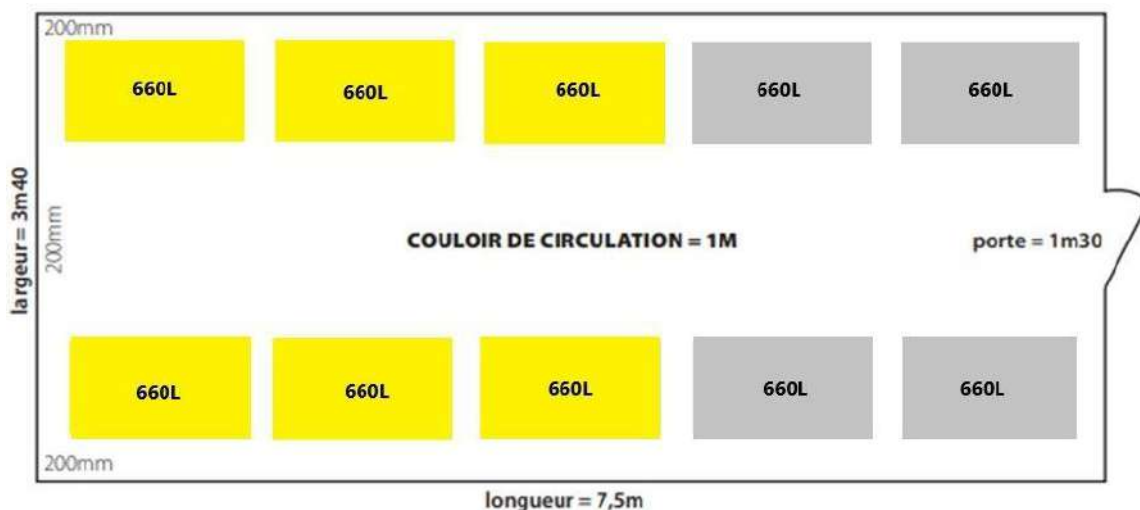 200mm
660L
660L
660L
660L
660L
largeur = 3m40
200mm
COULOIR DE CIRCULATION = 1M
porte = 1m30
660L
660L
660L
660L
660L
200mm
longueur = 7,5m